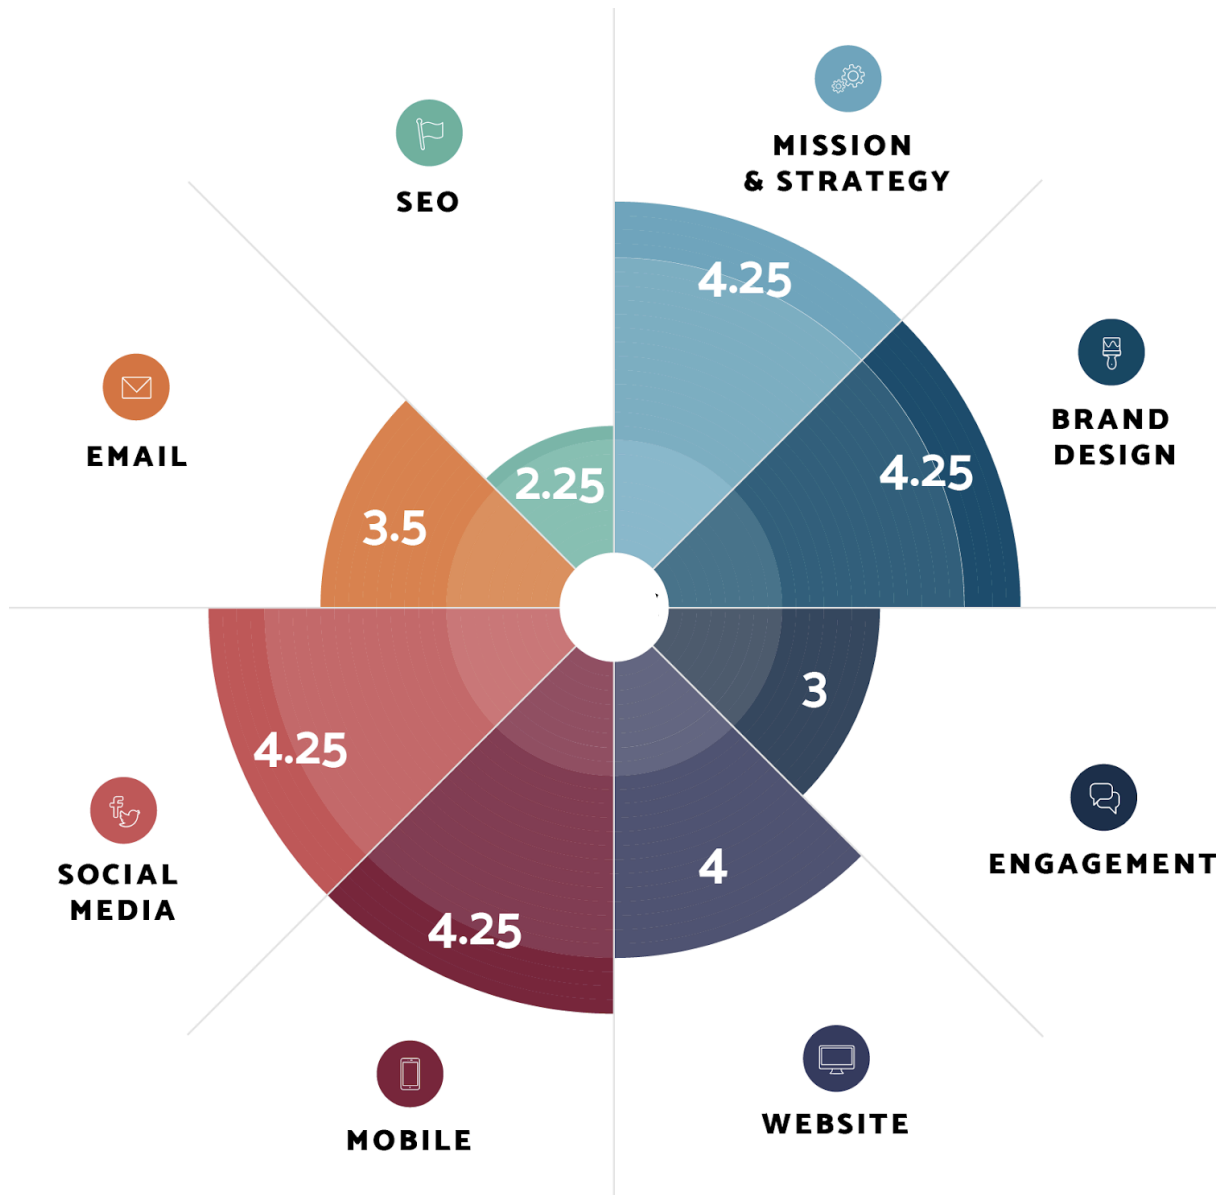 MISSION
& STRATEGY
SEO
4.25
BRAND
DESIGN
EMAIL
4.25
2.25
3.5
3
4.25
4
ENGAGEMENT
SOCIAL
MEDIA
4.25
WEBSITE
MOBILE